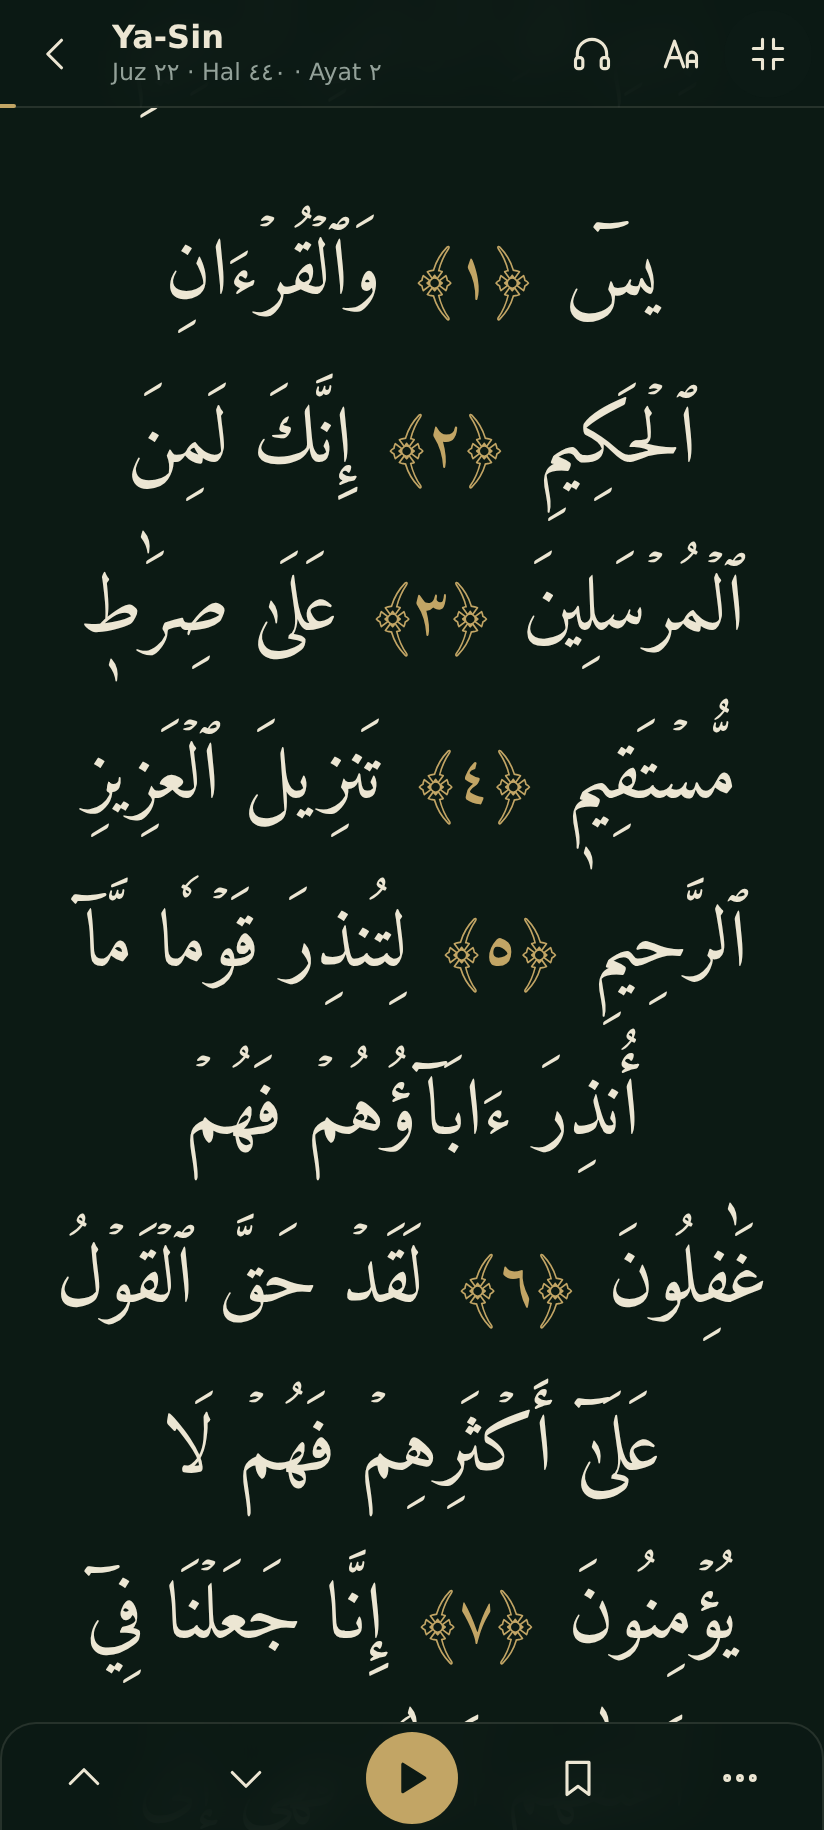 Ya-Sin
Juz ٢٢ · Hal ٤٤٠ · Ayat ٢
يسٓ ﴿١﴾ وَٱلْقُرْءَانِ
ٱلْحَكِيمِ ﴿٢﴾ إِنَّكَ لَمِنَ
ٱلْمُرْسَلِينَ ﴿٣﴾ عَلَىٰ صِرَٰطٍ
مُّسْتَقِيمٍ ﴿٤﴾ تَنزِيلَ ٱلْعَزِيزِ
ٱلرَّحِيمِ ﴿٥﴾ لِتُنذِرَ قَوْمًا مَّآ
أُنذِرَ ءَابَآؤُهُمْ فَهُمْ
غَٰفِلُونَ ﴿٦﴾ لَقَدْ حَقَّ ٱلْقَوْلُ
عَلَىٰٓ أَكْثَرِهِمْ فَهُمْ لَا
يُؤْمِنُونَ ﴿٧﴾ إِنَّا جَعَلْنَا فِيٓ